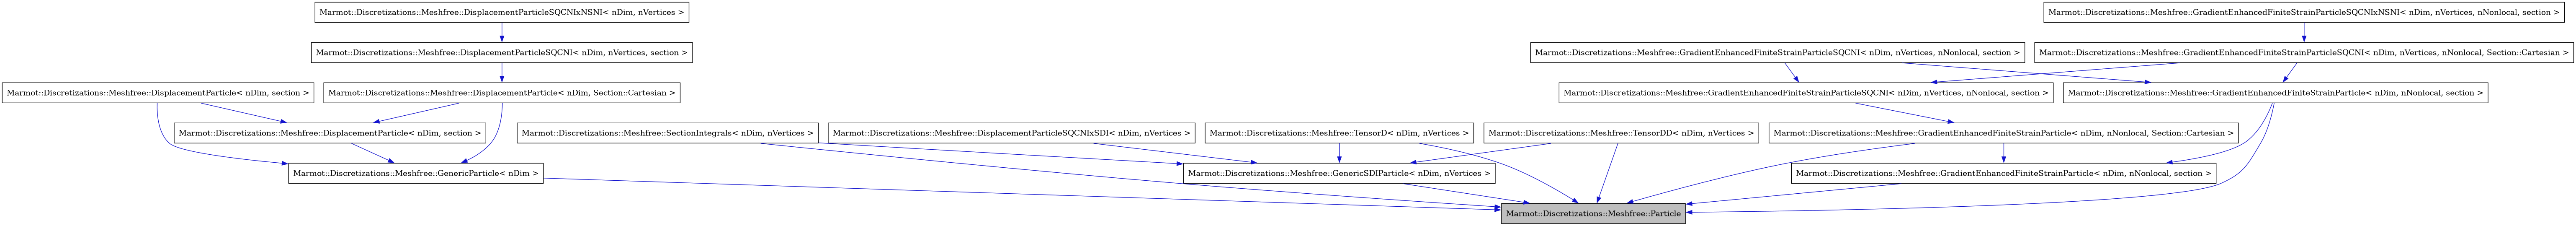 Marmot::Discretizations::Meshfree::DisplacementParticleSQCNIxNSNI< nDim, nVertices >
Marmot::Discretizations::Meshfree::GradientEnhancedFiniteStrainParticleSQCNIxNSNI< nDim, nVertices, nNonlocal, section >
Marmot::Discretizations::Meshfree::DisplacementParticleSQCNI< nDim, nVertices, section >
Marmot::Discretizations::Meshfree::GradientEnhancedFiniteStrainParticleSQCNI< nDim, nVertices, nNonlocal, section >
Marmot::Discretizations::Meshfree::GradientEnhancedFiniteStrainParticleSQCNI< nDim, nVertices, nNonlocal, Section::Cartesian >
Marmot::Discretizations::Meshfree::DisplacementParticle< nDim, section >
Marmot::Discretizations::Meshfree::DisplacementParticle< nDim, Section::Cartesian >
Marmot::Discretizations::Meshfree::GradientEnhancedFiniteStrainParticleSQCNI< nDim, nVertices, nNonlocal, section >
Marmot::Discretizations::Meshfree::GradientEnhancedFiniteStrainParticle< nDim, nNonlocal, section >
Marmot::Discretizations::Meshfree::DisplacementParticle< nDim, section >
Marmot::Discretizations::Meshfree::SectionIntegrals< nDim, nVertices >
Marmot::Discretizations::Meshfree::DisplacementParticleSQCNIxSDI< nDim, nVertices >
Marmot::Discretizations::Meshfree::TensorD< nDim, nVertices >
Marmot::Discretizations::Meshfree::TensorDD< nDim, nVertices >
Marmot::Discretizations::Meshfree::GradientEnhancedFiniteStrainParticle< nDim, nNonlocal, Section::Cartesian >
Marmot::Discretizations::Meshfree::GenericParticle< nDim >
Marmot::Discretizations::Meshfree::GenericSDIParticle< nDim, nVertices >
Marmot::Discretizations::Meshfree::GradientEnhancedFiniteStrainParticle< nDim, nNonlocal, section >
Marmot::Discretizations::Meshfree::Particle